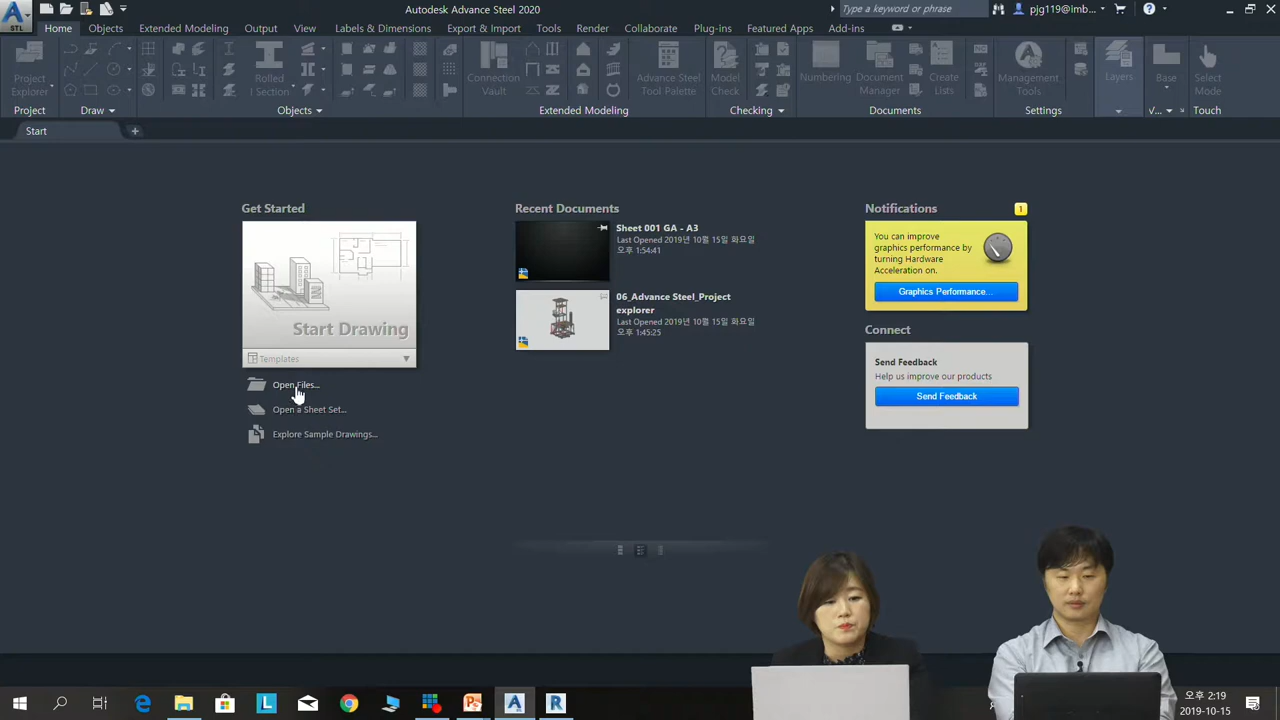 Autodesk Advance Steel 2020
Type a keyword or phrase
pjg119@lmb...
STL
Home
Objects
Extended Modeling
Output
View
Labels & Dimensions
Export & Import
Tools
Render
Collaborate
Plug-ins
Featured Apps
Add-ins
Project
Explorer
Rolled
I Section
Connection
Vault
Advance Steel
Tool Palette
Model
Check
Numbering
Document
Manager
Create
Lists
Management
Tools
Layers
Base
Select
Mode
Project
Draw
Objects
Extended Modeling
Checking
Documents
Settings
V...
Touch
Start
Get Started
Start Drawing
Templates
Open Files...
Open a Sheet Set...
Explore Sample Drawings...
Recent Documents
Sheet 001 GA - A3
Last Opened 2019년 10월 15일 화요일
오후 1:54:41
06_Advance Steel_Project
explorer
Last Opened 2019년 10월 15일 화요일
오후 1:45:25
Notifications
1
You can improve
graphics performance by
turning Hardware
Acceleration on.
Graphics Performance...
Connect
Send Feedback
Help us improve our products
Send Feedback
오후 2:19
2019-10-15